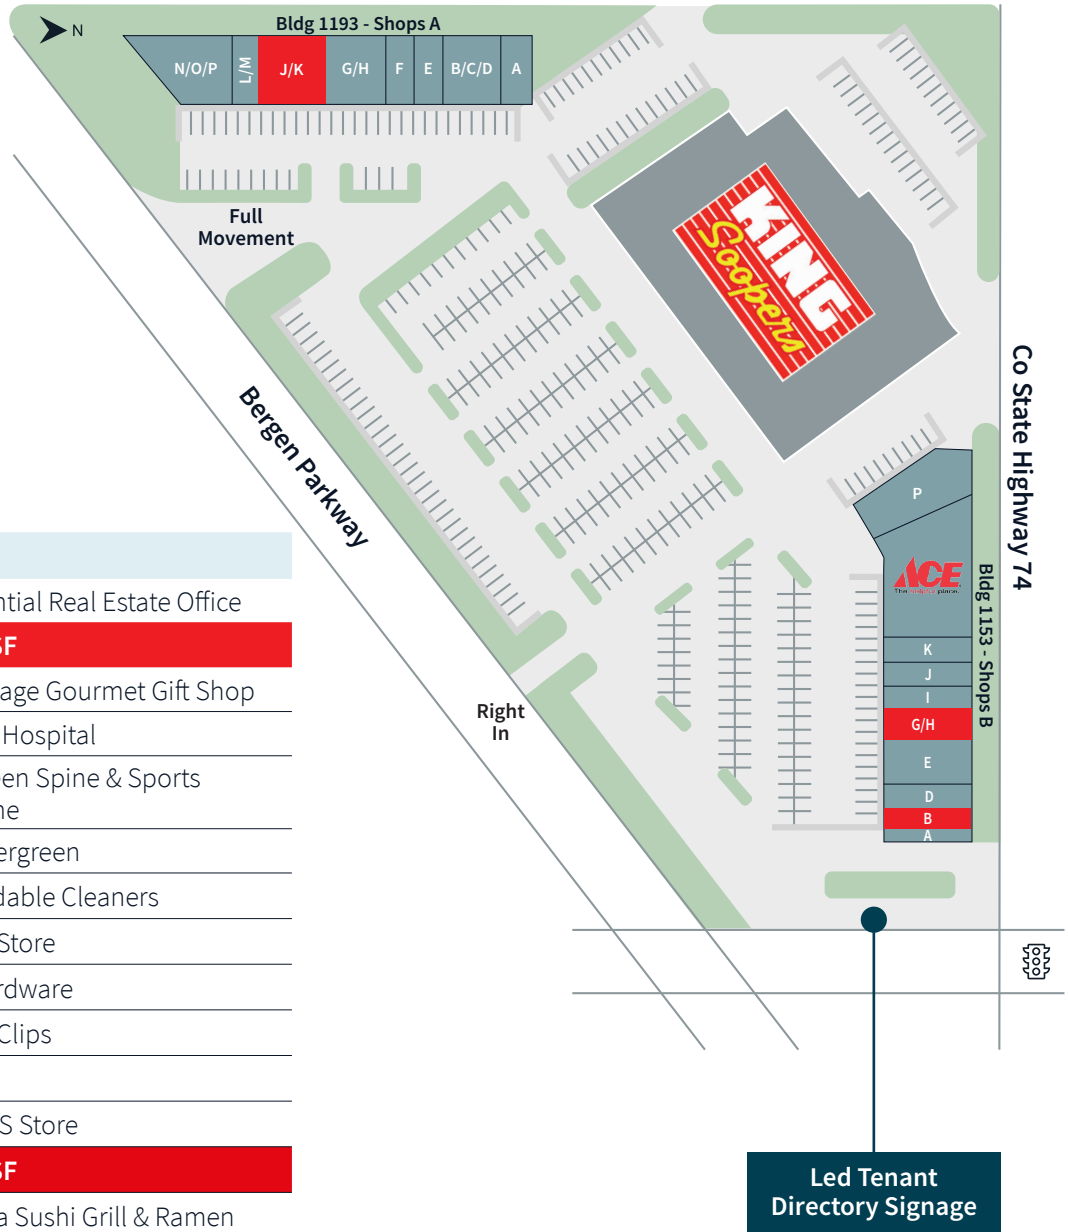 N
Bldg 1193 - Shops A
N/O/P
L/M
J/K
G/H
F
E
B/C/D
A
Full
Movement
KING
Soopers
Bergen Parkway
Co State Highway 74
P
ACE
The place.
Bldg 1153 - Shops B
K
J
I
G/H
E
D
B
A
Right
In
ntial Real Estate Office
SF
age Gourmet Gift Shop
Hospital
en Spine & Sports
ne
ergreen
dable Cleaners
Store
rdware
Clips
S Store
SF
a Sushi Grill & Ramen
Led Tenant
Directory Signage